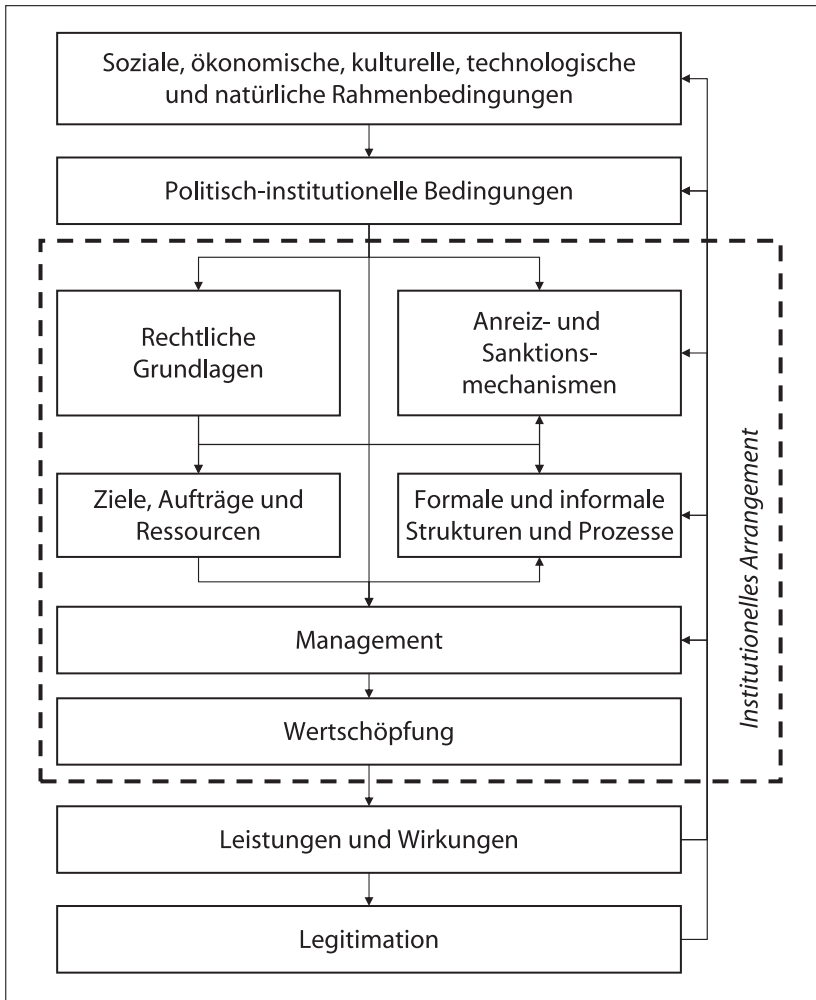 Soziale, ökonomische, kulturelle, technologische
und natürliche Rahmenbedingungen
Politisch-institutionelle Bedingungen
Rechtliche
Grundlagen
Anreiz- und
Sanktions-
mechanismen
Ziele, Aufträge und
Ressourcen
Formale und informale
Strukturen und Prozesse
Management
Wertschöpfung
Institutionelles Arrangement
Leistungen und Wirkungen
Legitimation